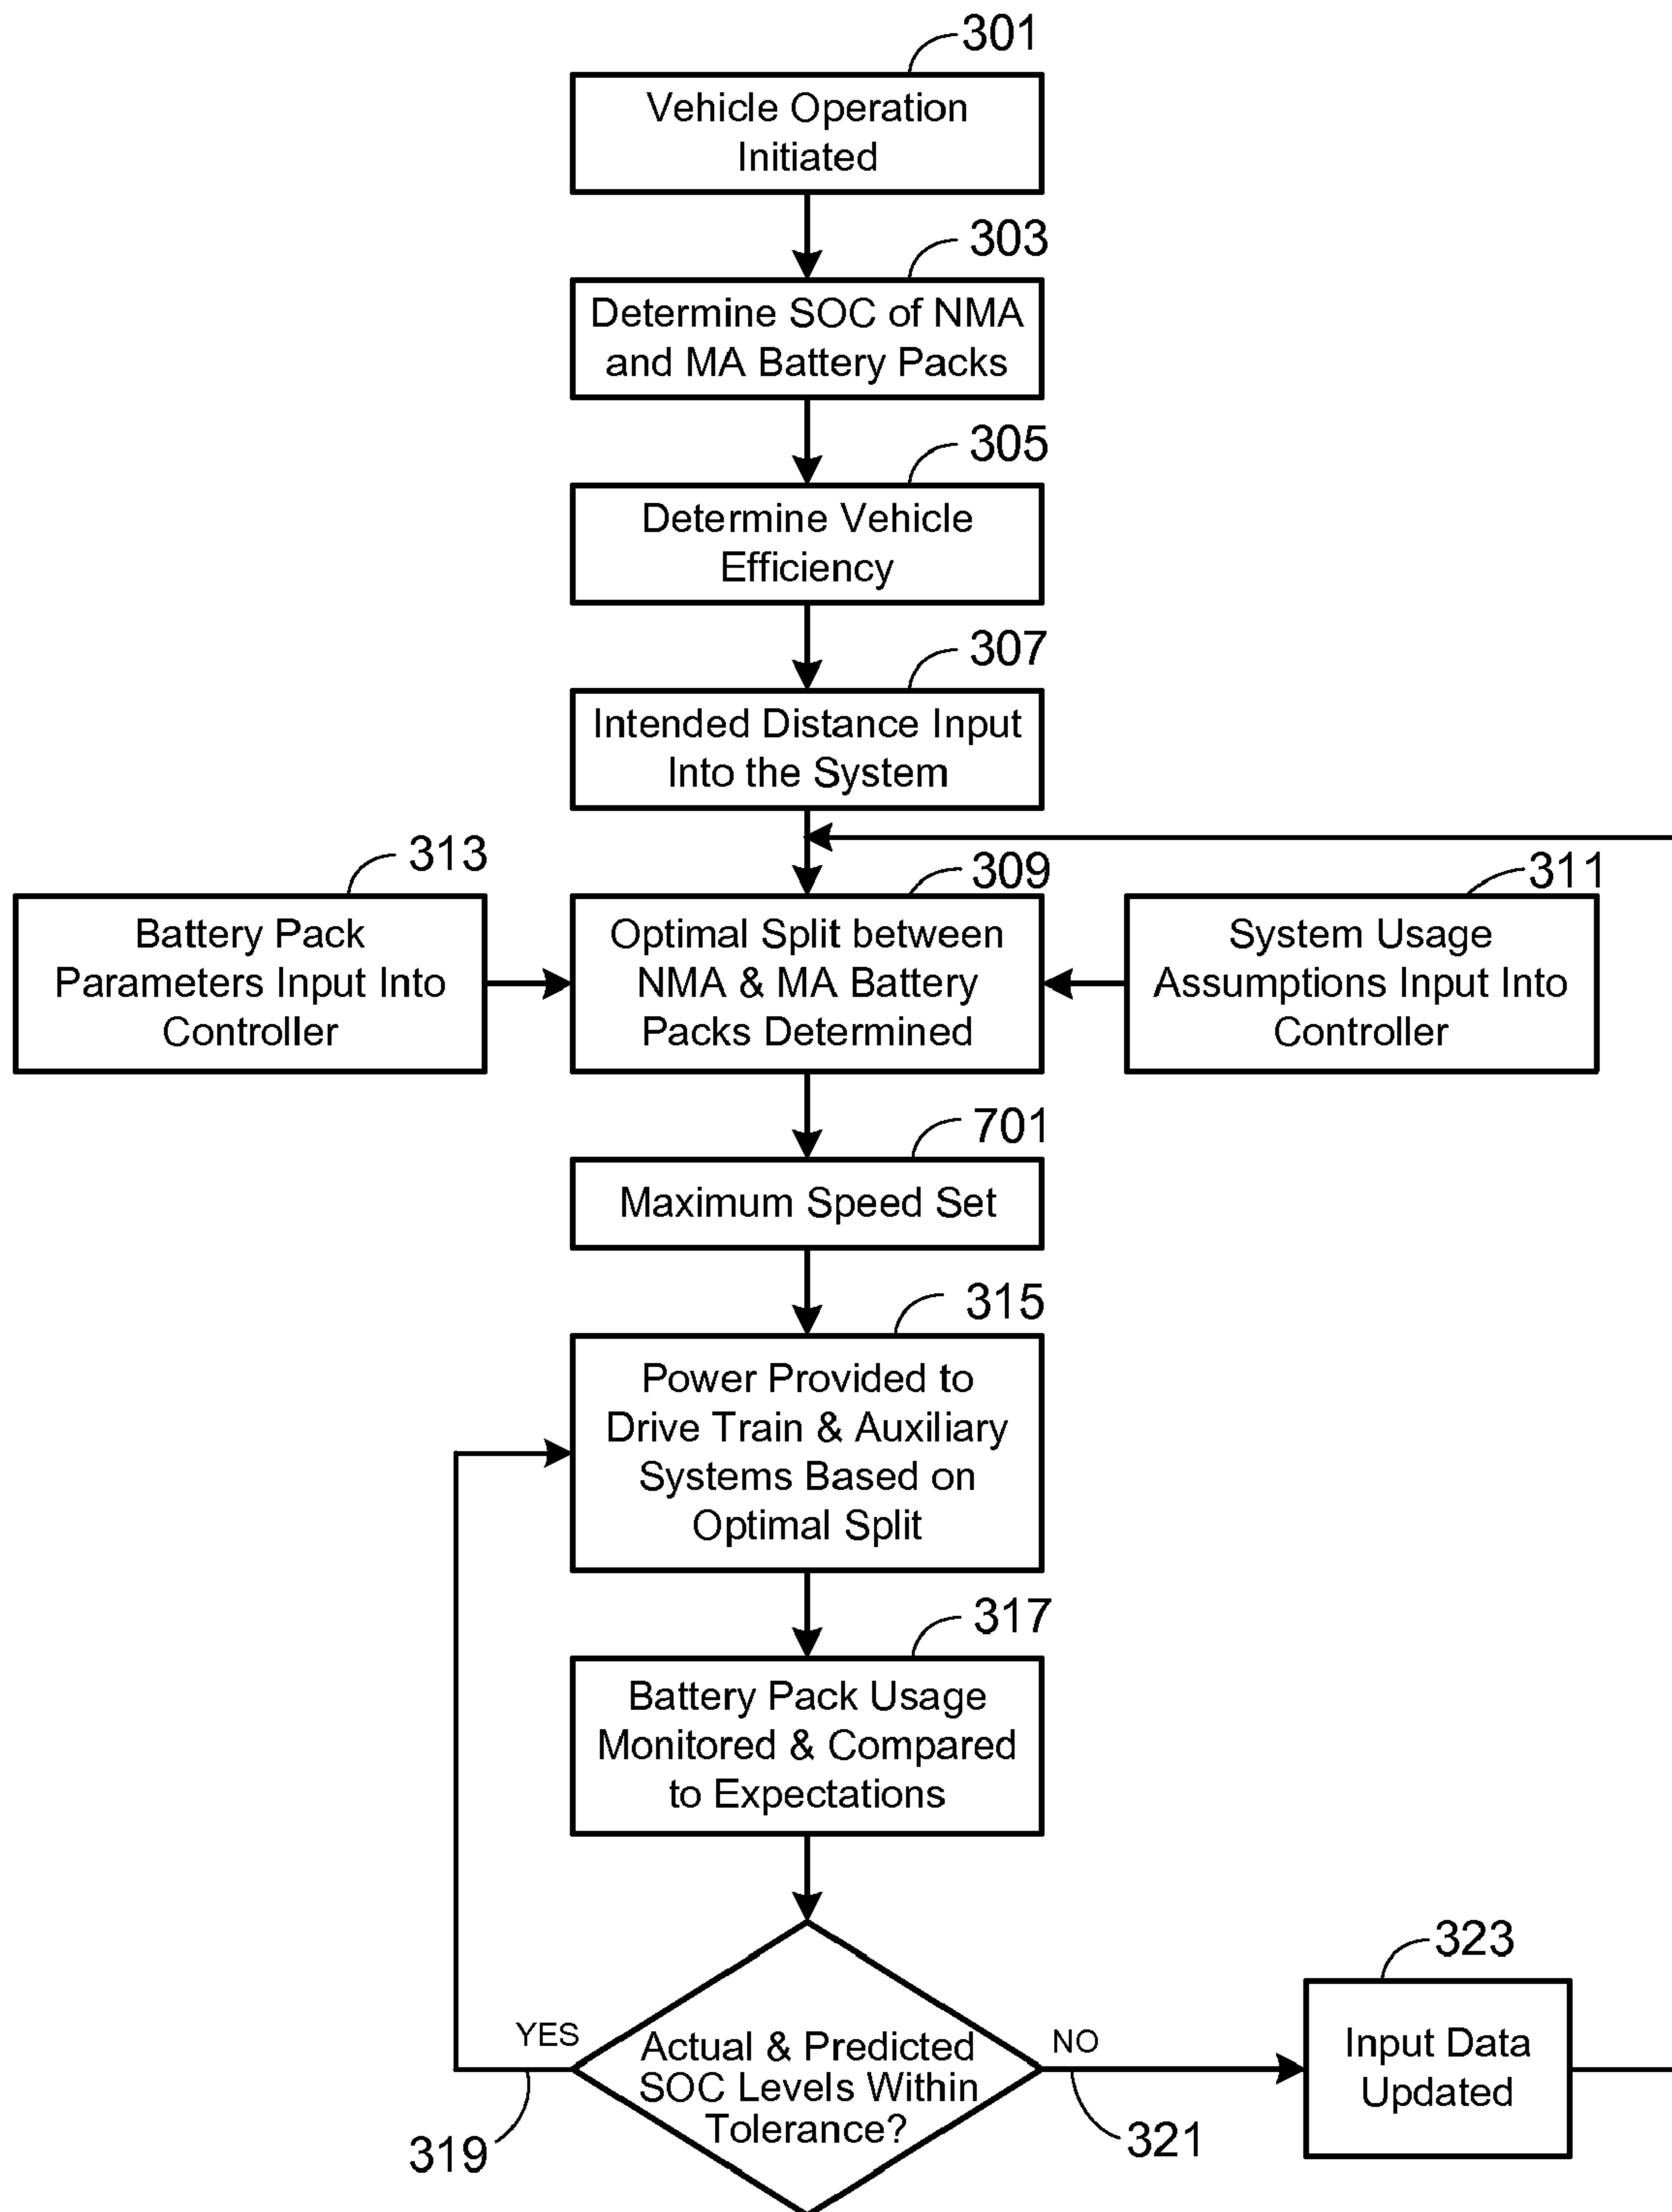 301
Vehicle Operation
Initiated
303
Determine SOC of NMA
and MA Battery Packs
305
Determine Vehicle
Efficiency
307
Intended Distance Input
Into the System
313
Battery Pack
Parameters Input Into
Controller
309
Optimal Split between
NMA & MA Battery
Packs Determined
311
System Usage
Assumptions Input Into
Controller
701
Maximum Speed Set
315
Power Provided to
Drive Train & Auxiliary
Systems Based on
Optimal Split
317
Battery Pack Usage
Monitored & Compared
to Expectations
YES
Actual & Predicted
SOC Levels Within
Tolerance?
NO
319
321
323
Input Data
Updated